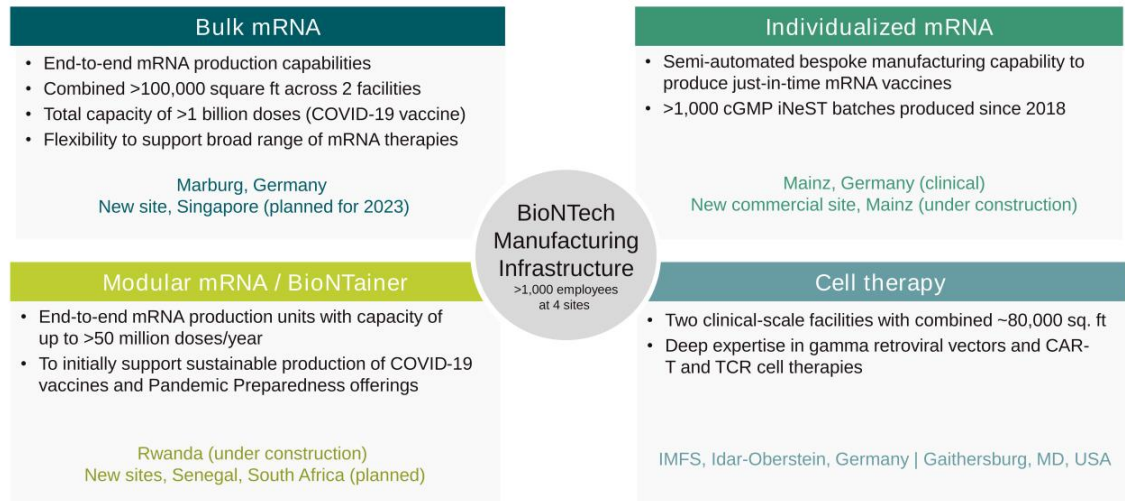 Bulk mRNA
• End-to-end mRNA production capabilities
• Combined >100,000 square ft across 2 facilities
• Total capacity of >1 billion doses (COVID-19 vaccine)
• Flexibility to support broad range of mRNA therapies
Marburg, Germany
New site, Singapore (planned for 2023)
Individualized mRNA
• Semi-automated bespoke manufacturing capability to
produce just-in-time mRNA vaccines
• >1,000 cGMP iNeST batches produced since 2018
Mainz, Germany (clinical)
New commercial site, Mainz (under construction)
BioNTech
Manufacturing
Infrastructure
>1,000 employees
at 4 sites
Modular mRNA / BioNTainer
• End-to-end mRNA production units with capacity of
up to >50 million doses/year
• To initially support sustainable production of COVID-19
vaccines and Pandemic Preparedness offerings
Rwanda (under construction)
New sites, Senegal, South Africa (planned)
Cell therapy
• Two clinical-scale facilities with combined ~80,000 sq. ft
• Deep expertise in gamma retroviral vectors and CAR-
T and TCR cell therapies
IMFS, Idar-Oberstein, Germany | Gaithersburg, MD, USA